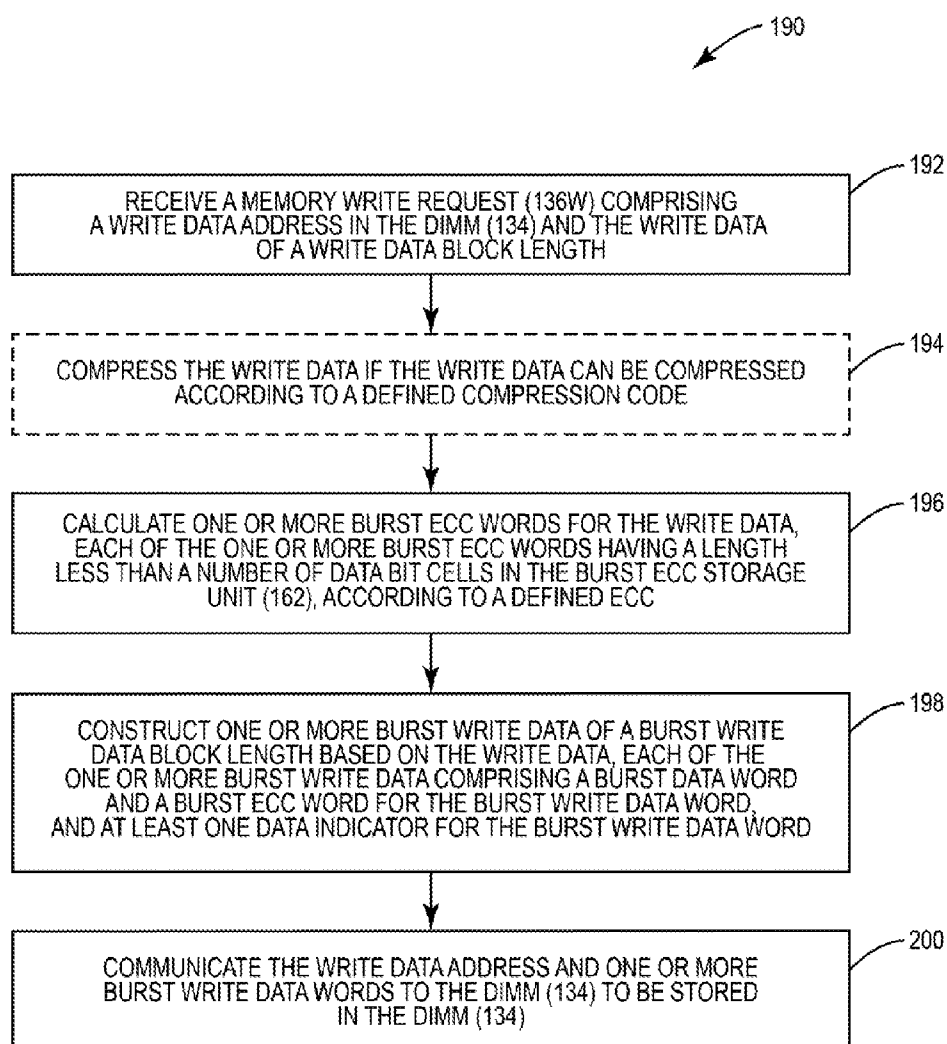 190
192
RECEIVE A MEMORY WRITE REQUEST (136W) COMPRISING
A WRITE DATA ADDRESS IN THE DIMM (134) AND THE WRITE DATA
OF A WRITE DATA BLOCK LENGTH
194
COMPRESS THE WRITE DATA IF THE WRITE DATA CAN BE COMPRESSED
ACCORDING TO A DEFINED COMPRESSION CODE
196
CALCULATE ONE OR MORE BURST ECC WORDS FOR THE WRITE DATA,
EACH OF THE ONE OR MORE BURST ECC WORDS HAVING A LENGTH
LESS THAN A NUMBER OF DATA BIT CELLS IN THE BURST ECC STORAGE
UNIT (162), ACCORDING TO A DEFINED ECC
198
CONSTRUCT ONE OR MORE BURST WRITE DATA OF A BURST WRITE
DATA BLOCK LENGTH BASED ON THE WRITE DATA, EACH OF THE
ONE OR MORE BURST WRITE DATA COMPRISING A BURST DATA WORD
AND A BURST ECC WORD FOR THE BURST WRITE DATA WORD,
AND AT LEAST ONE DATA INDICATOR FOR THE BURST WRITE DATA WORD
200
COMMUNICATE THE WRITE DATA ADDRESS AND ONE OR MORE
BURST WRITE DATA WORDS TO THE DIMM (134) TO BE STORED
IN THE DIMM (134)